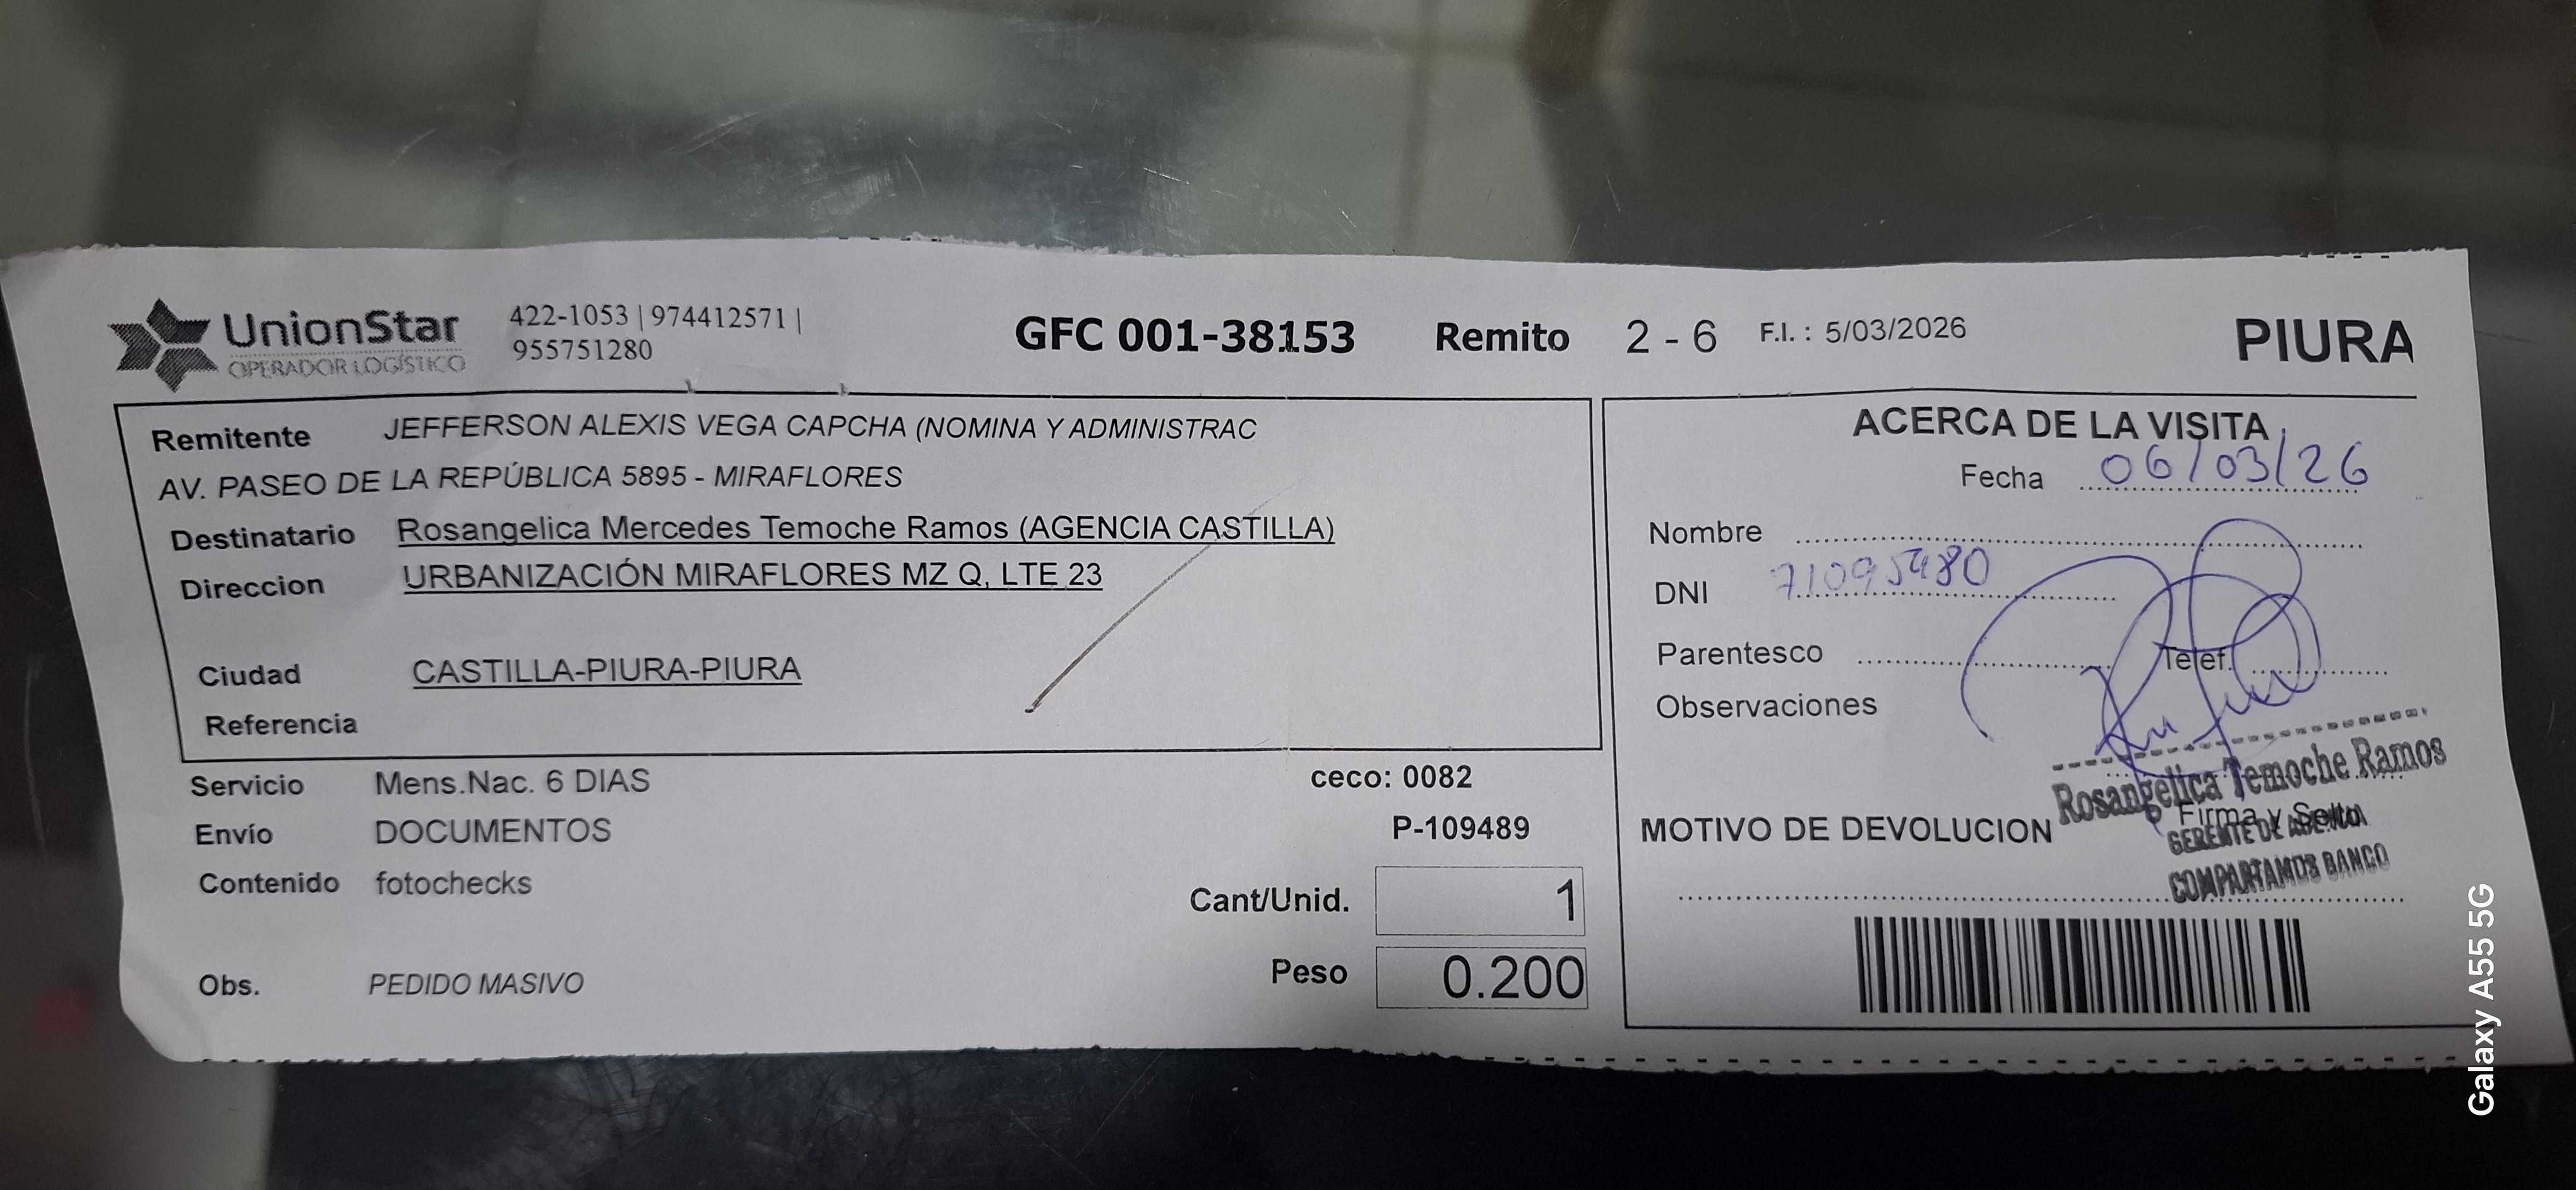 UnionStar
OPERADOR LOGÍSTICO
422-1053 | 974412571 |
955751280
GFC 001-38153 Remito 2 - 6 F.I. : 5/03/2026 PIURA
Remitente JEFFERSON ALEXIS VEGA CAPCHA (NOMINA Y ADMINISTRAC
AV. PASEO DE LA REPÚBLICA 5895 - MIRAFLORES
Destinatario Rosangelica Mercedes Temoche Ramos (AGENCIA CASTILLA)
Direccion URBANIZACIÓN MIRAFLORES MZ Q, LTE 23
Ciudad CASTILLA-PIURA-PIURA
Referencia
Servicio Mens.Nac. 6 DIAS
ceco: 0082
Envío DOCUMENTOS
P-109489
Contenido fotochecks
Cant/Unid. 1
Peso 0.200
Obs. PEDIDO MASIVO
ACERCA DE LA VISITA
Fecha 06/03/26
Nombre
DNI 71095480
Parentesco Telef.
Observaciones
Rosangelica Temoche Ramos
Firma y Sello
GERENTE DE AGENCIA
COMPARTAMOS BANCO
MOTIVO DE DEVOLUCION
Galaxy A55 5G